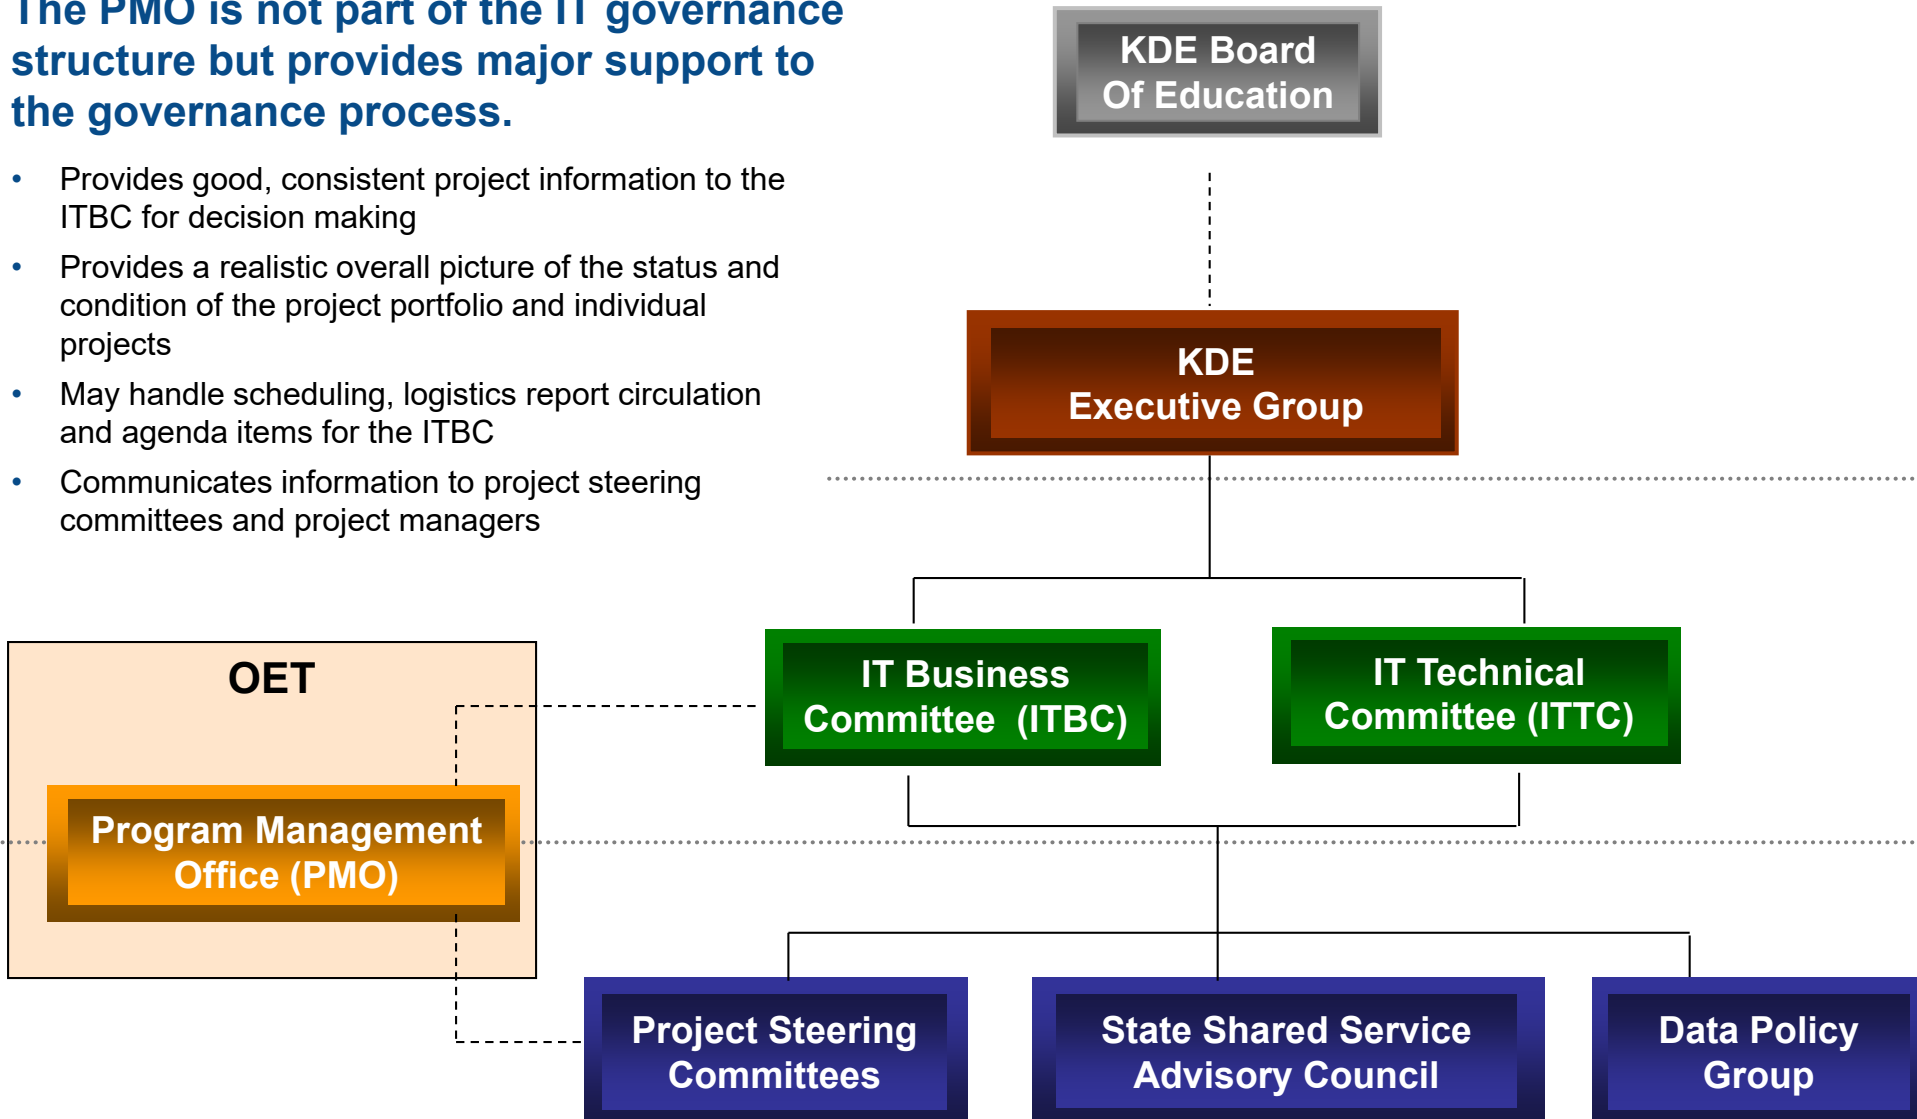 The PMO is not part of the IT governance
structure but provides major support to
the governance process.
• Provides good, consistent project information to the
ITBC for decision making
• Provides a realistic overall picture of the status and
condition of the project portfolio and individual
projects
• May handle scheduling, logistics report circulation
and agenda items for the ITBC
• Communicates information to project steering
committees and project managers
KDE Board
Of Education
KDE
Executive Group
OET
IT Business
Committee (ITBC)
IT Technical
Committee (ITTC)
Program Management
Office (PMO)
Project Steering
Committees
State Shared Service
Advisory Council
Data Policy
Group